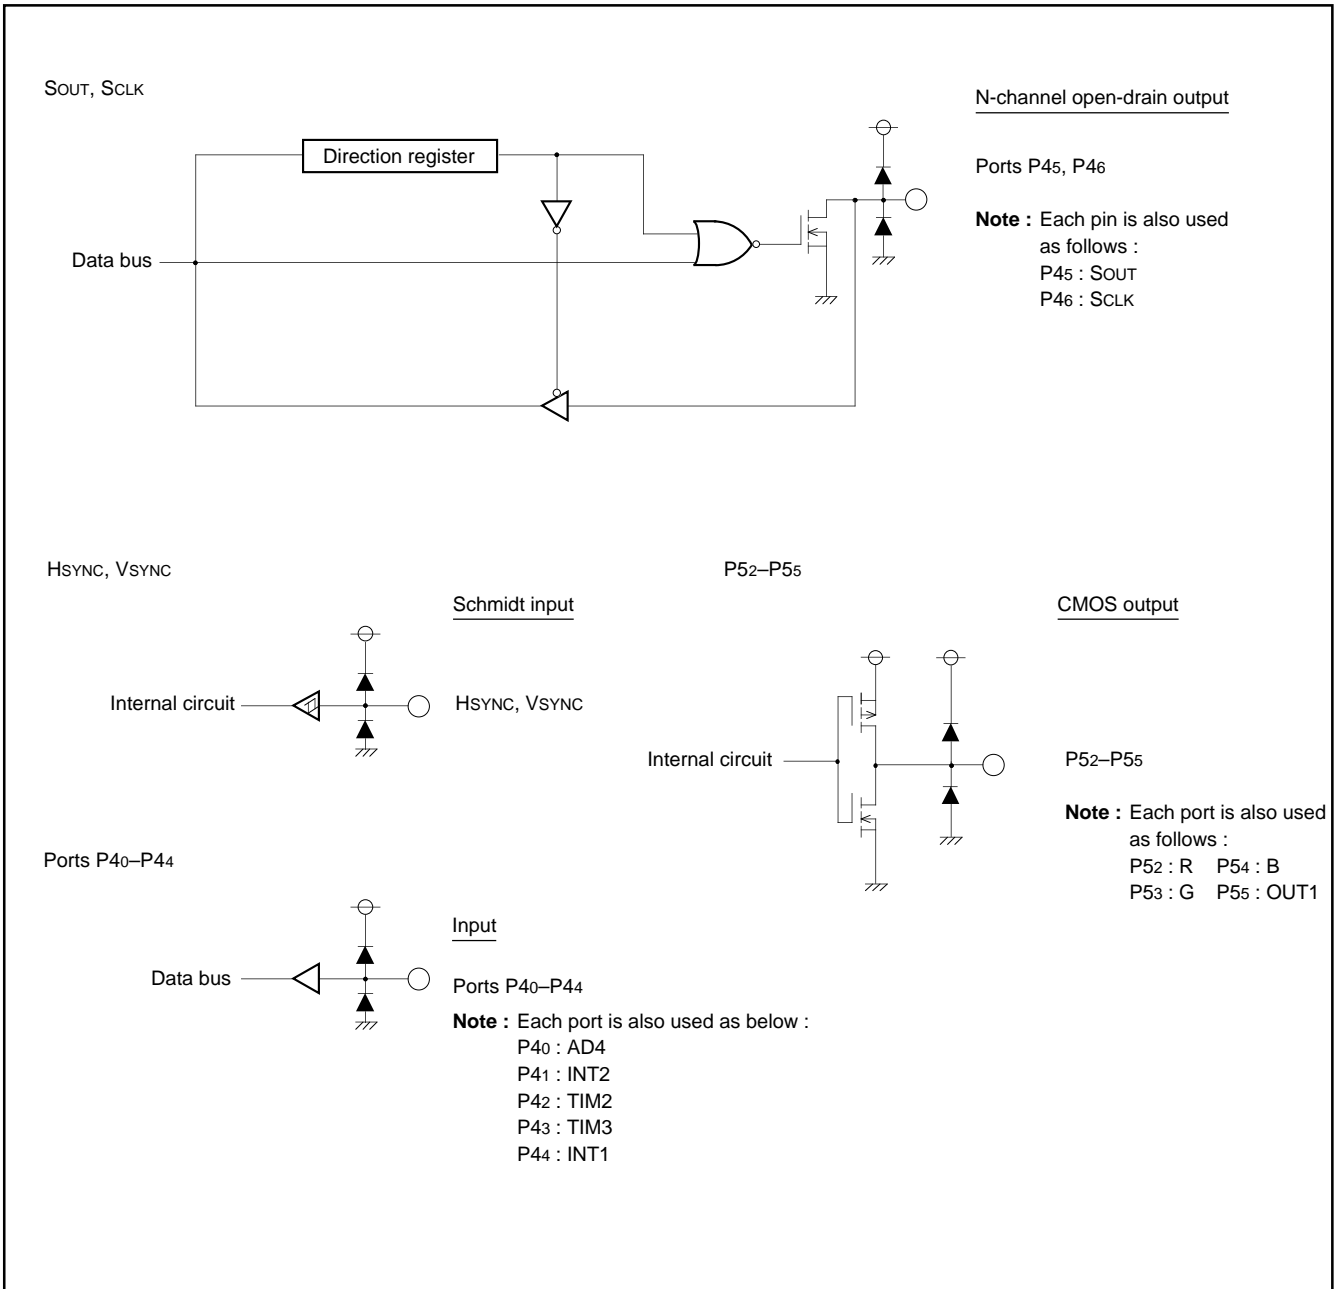 SOUT, SCLK
N-channel open-drain output
Direction register
Ports P45, P46
Note : Each pin is also used
as follows :
P45 : SOUT
P46 : SCLK
Data bus
HSYNC, VSYNC
Schmidt input
Internal circuit
HSYNC, VSYNC
P52–P55
CMOS output
Internal circuit
P52–P55
Note : Each port is also used
as follows :
P52 : R P54 : B
P53 : G P55 : OUT1
Ports P40–P44
Input
Data bus
Ports P40–P44
Note : Each port is also used as below :
P40 : AD4
P41 : INT2
P42 : TIM2
P43 : TIM3
P44 : INT1